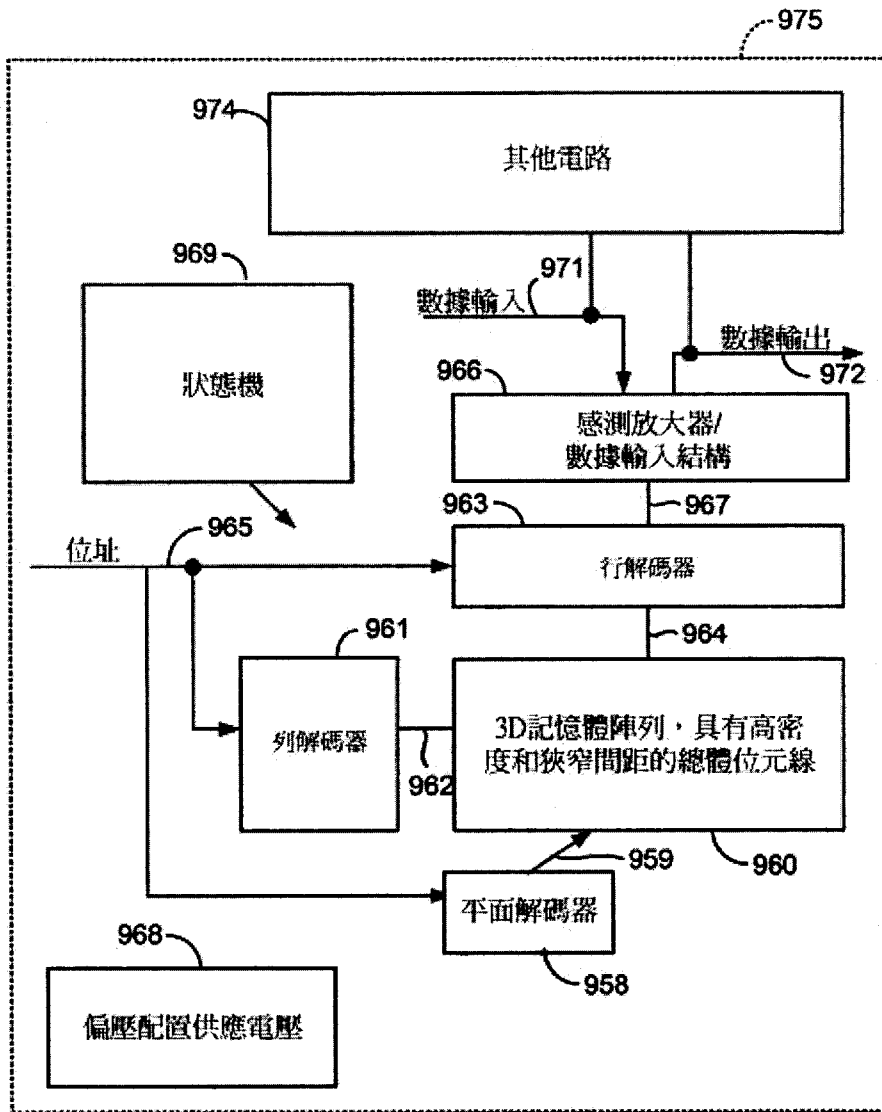 975
974
其他電路
969
狀態機
971
數據輸入
數據輸出
972
966
感測放大器/
數據輸入結構
967
963
行解碼器
965
位址
964
961
列解碼器
962
3D記憶體陣列，具有高密
度和狹窄間距的總體位元線
959
960
平面解碼器
958
968
偏壓配置供應電壓